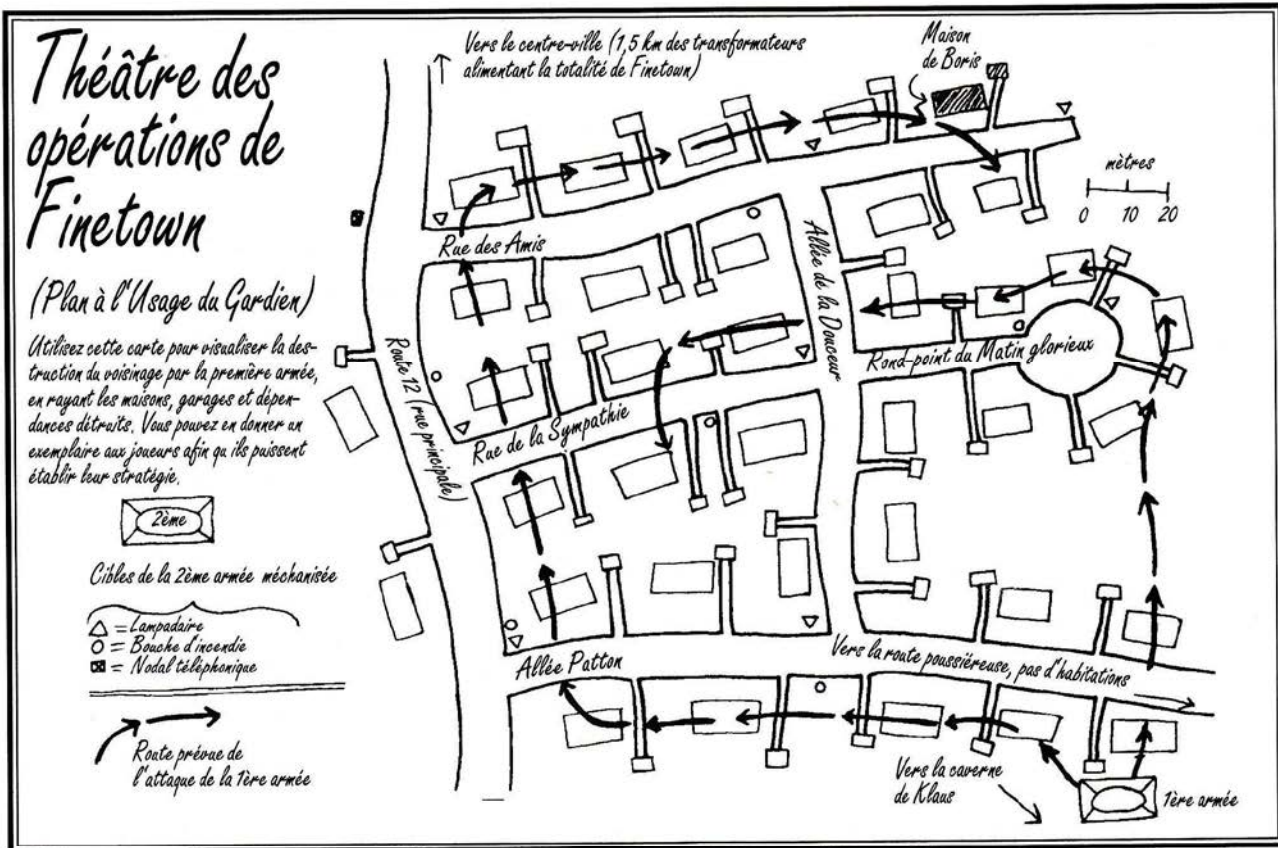 Théâtre des
opérations de
Finetown
(Plan à l'Usage du Gardien)
Utilisez cette carte pour visualiser la des-
truction du voisinage par la première armée,
en rayant les maisons, garages et dépen-
dances détruits. Vous pouvez en donner un
exemplaire aux joueurs afin qu ils puissent
établir leur stratégie.
2ème
Cibles de la 2ème armée méchanisée
= Lampadaire
= Bouche d'incendie
= Nodal téléphonique
Route prévue de
l'attaque de la 1ère armée
Vers le centre-ville (1,5 km des transformateurs
alimentant la totalité de Finetown)
Maison
de Boris
mètres
0 10 20
Rue des Amis
Allée de la Douceur
Route 12 (rue principale)
Rond-point du Matin glorieux
Rue de la Sympathie
Allée Patton
Vers la route poussiéreuse, pas d'habitations
Vers la caverne
de Klaus
1ère armée